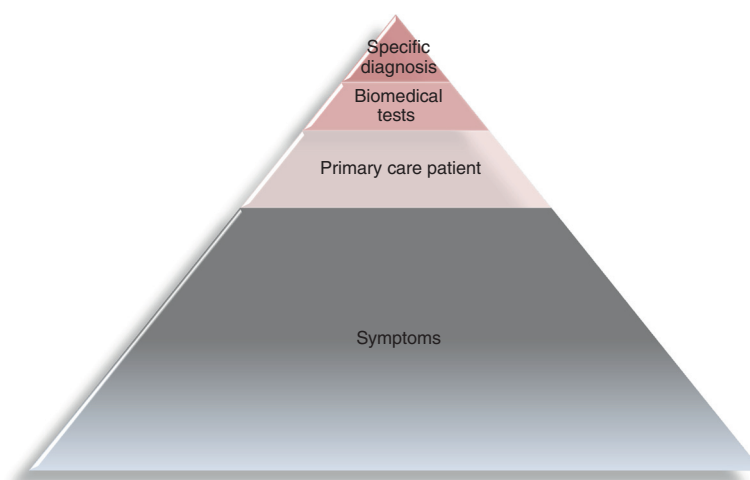 Specific
diagnosis
Biomedical
tests
Primary care patient
Symptoms